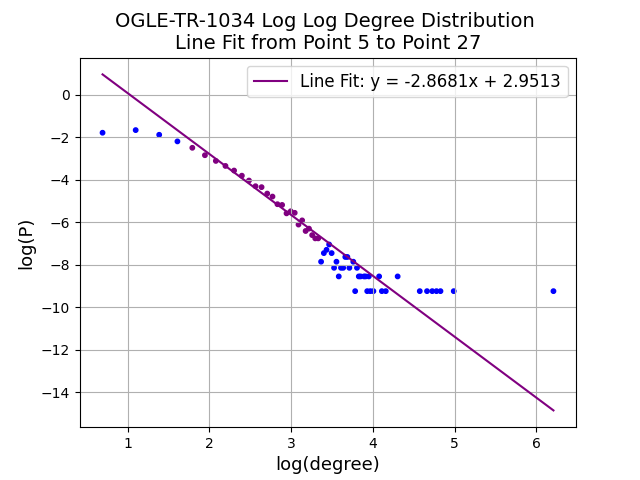 OGLE-TR-1034 Log Log Degree Distribution
Line Fit from Point 5 to Point 27
Line Fit: y = -2.8681x + 2.9513
0
−2
−4
−6
−8
−10
−12
−14
log(P)
1 2 3 4 5 6
log(degree)